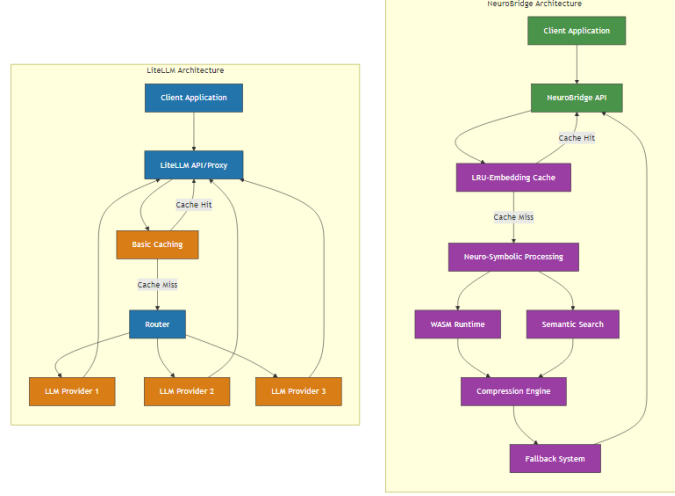 LiteLLM Architecture
Client Application
LiteLLM API/Proxy
Cache Hit
Basic Caching
Cache Miss
Router
LLM Provider 1
LLM Provider 2
LLM Provider 3
NeuroBridge Architecture
Client Application
NeuroBridge API
Cache Hit
LRU-Embedding Cache
Cache Miss
Neuro-Symbolic Processing
WASM Runtime
Semantic Search
Compression Engine
Fallback System